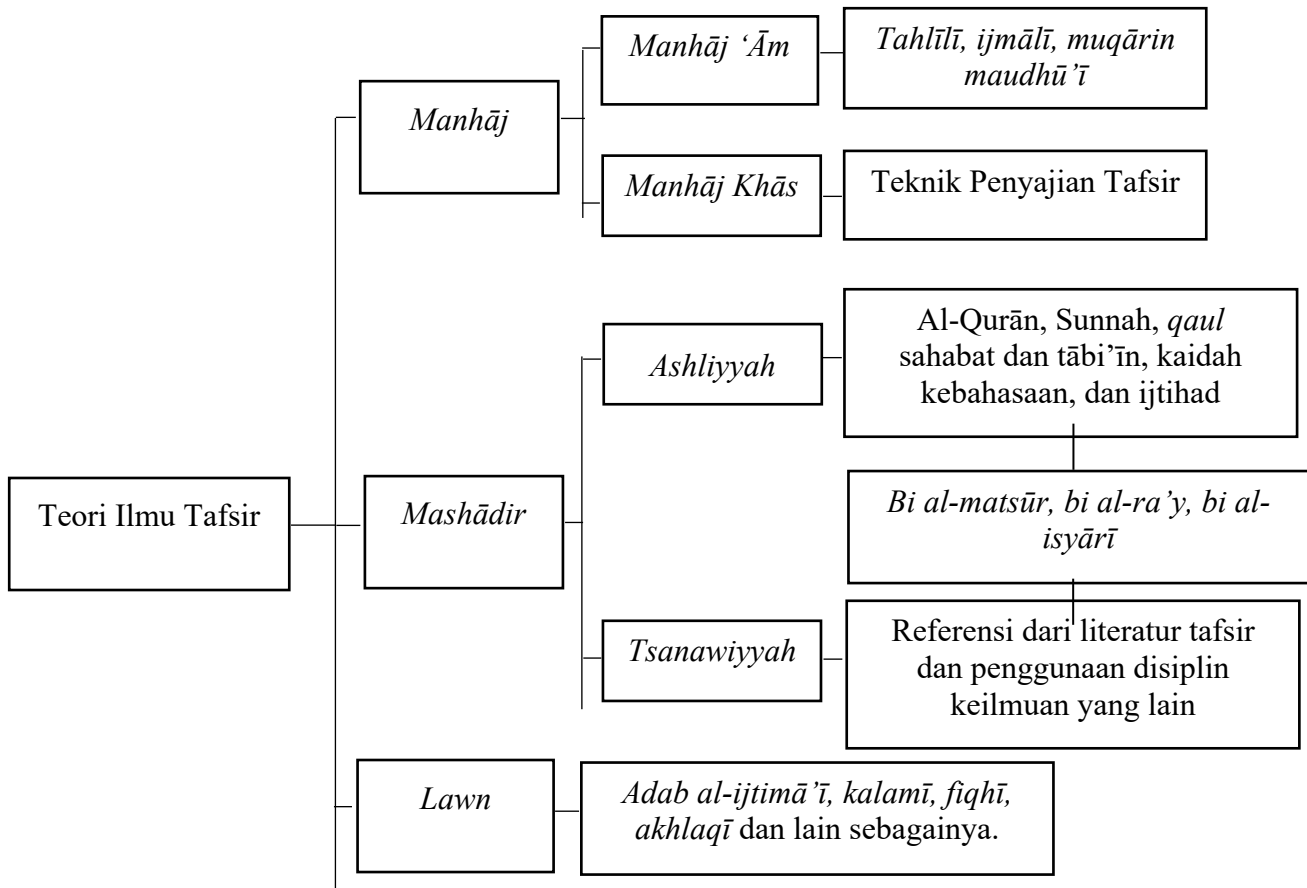 Manhāj ‘Ām
Tahlīlī, ijmālī, muqārin
maudhū’ī
Manhāj
Manhāj Khās
Teknik Penyajian Tafsir
Ashliyyah
Al-Qurān, Sunnah, qaul
sahabat dan tābi’īn, kaidah
kebahasaan, dan ijtihad
Teori Ilmu Tafsir
Mashādir
Bi al-matsūr, bi al-ra’y, bi al-
isyārī
Tsanawiyyah
Referensi dari literatur tafsir
dan penggunaan disiplin
keilmuan yang lain
Lawn
Adab al-ijtimā’ī, kalamī, fiqhī,
akhlaqī dan lain sebagainya.